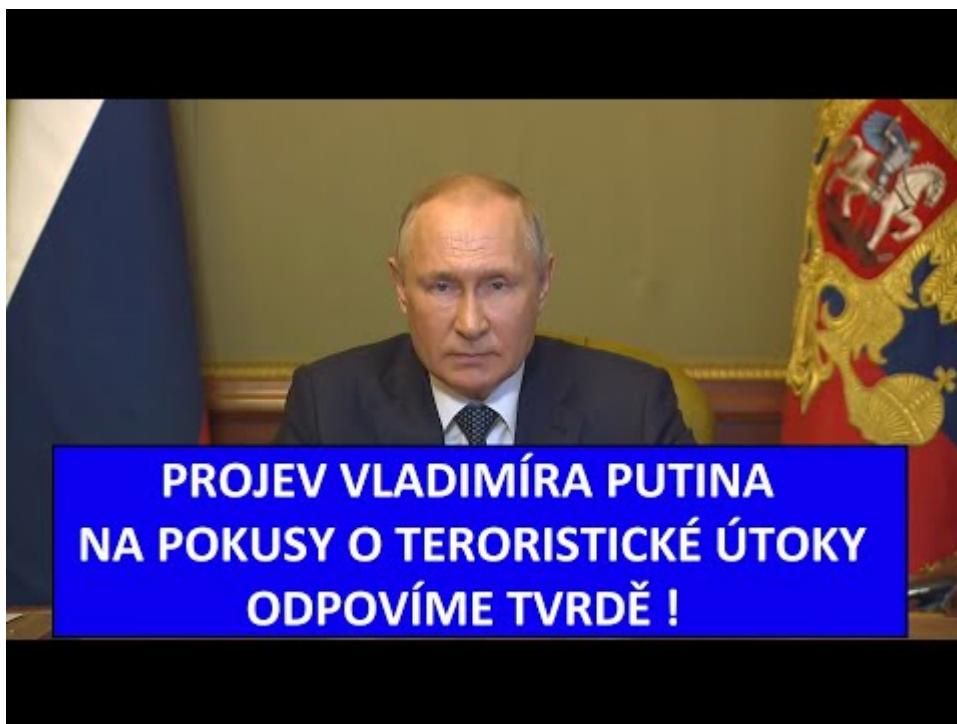 PROJEV VLADIMÍRA PUTINA
NA POKUSY O TERORISTICKÉ ÚTOKY
ODPOVÍME TVRDĚ !